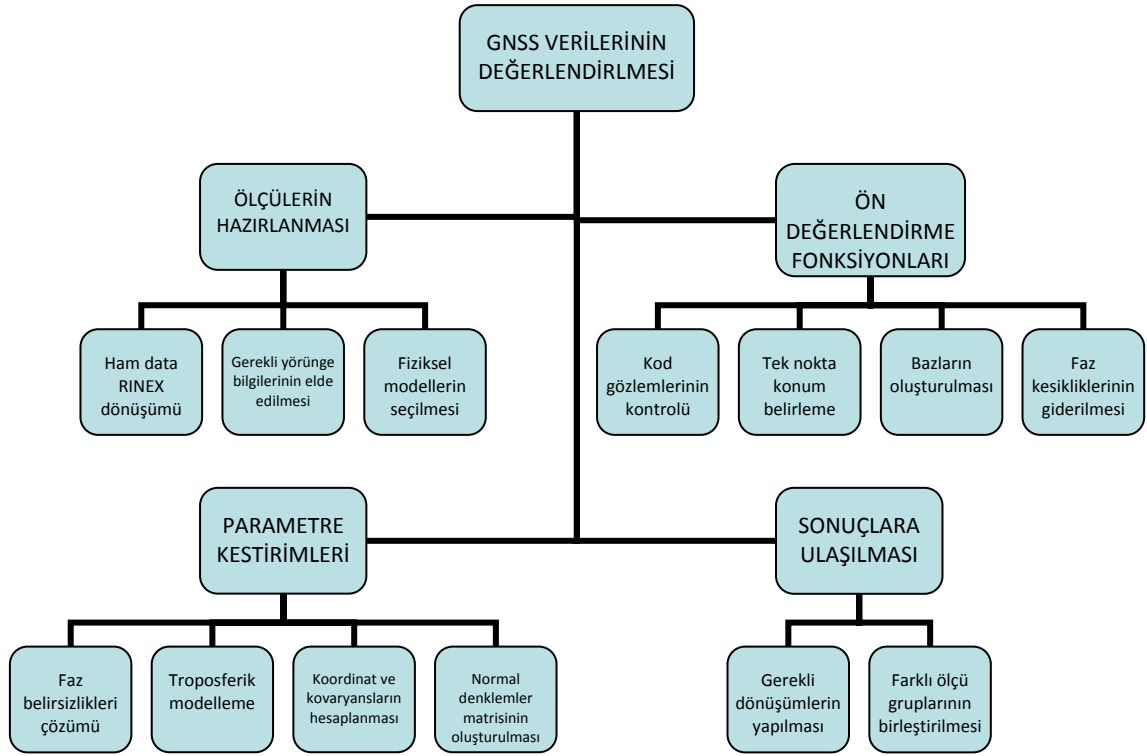 GNSS VERİLERİNİN
DEĞERLENDİRLMESİ
ÖLÇÜLERİN
HAZIRLANMASI
ÖN
DEĞERLENDİRME
FONKSİYONLARI
Ham data
RINEX
dönüşümü
Gerekli yörünge
bilgilerinin elde
edilmesi
Fiziksel
modellerin
seçilmesi
Kod
gözlemlerinin
kontrolü
Tek nokta
konum
belirleme
Bazların
oluşturulması
Faz
kesikliklerinin
giderilmesi
PARAMETRE
KESTİRİMLERİ
SONUÇLARA
ULAŞILMASI
Faz
belirsizlikleri
çözümü
Troposferik
modelleme
Koordinat ve
kovaryansların
hesaplanması
Normal
denklemler
matrisinin
oluşturulması
Gerekli
dönüşümlerin
yapılması
Farklı ölçü
gruplarının
birleştirilmesi